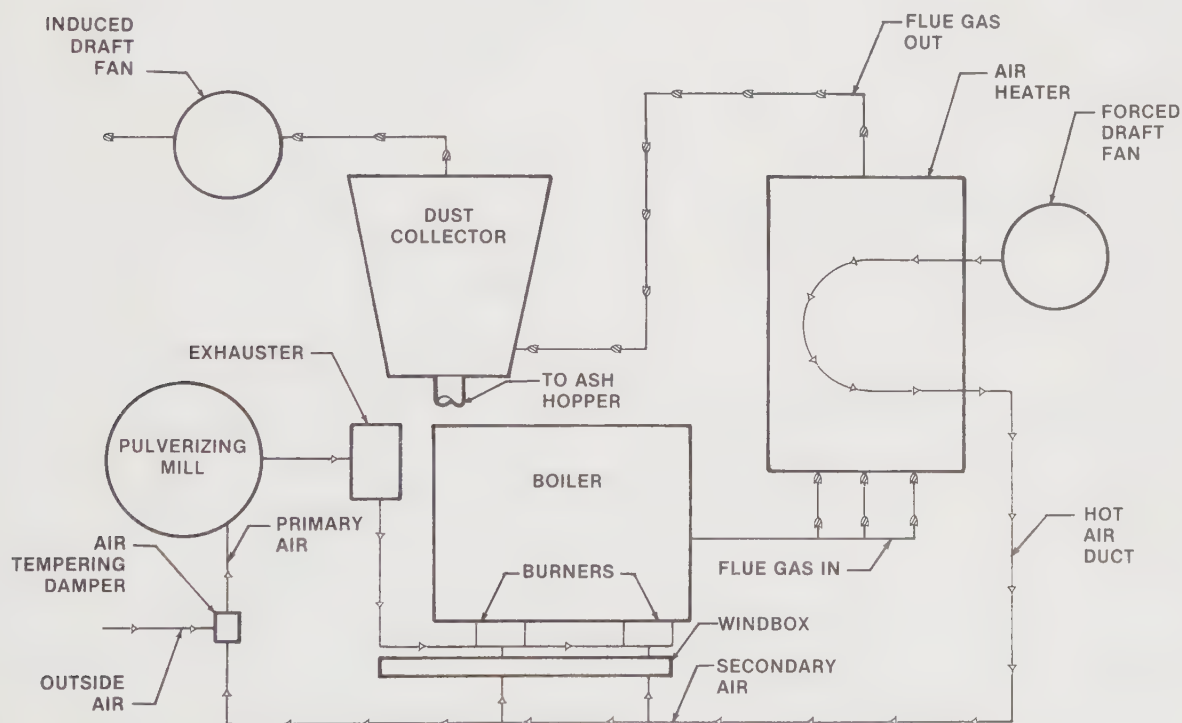 INDUCED
DRAFT
FAN
FLUE GAS
OUT
AIR
HEATER
FORCED
DRAFT
FAN
DUST
COLLECTOR
EXHAUSTER
TO ASH
HOPPER
PULVERIZING
MILL
BOILER
PRIMARY
AIR
AIR
TEMPERING
DAMPER
BURNERS
FLUE GAS IN
HOT
AIR
DUCT
WINDBOX
OUTSIDE
AIR
SECONDARY
AIR